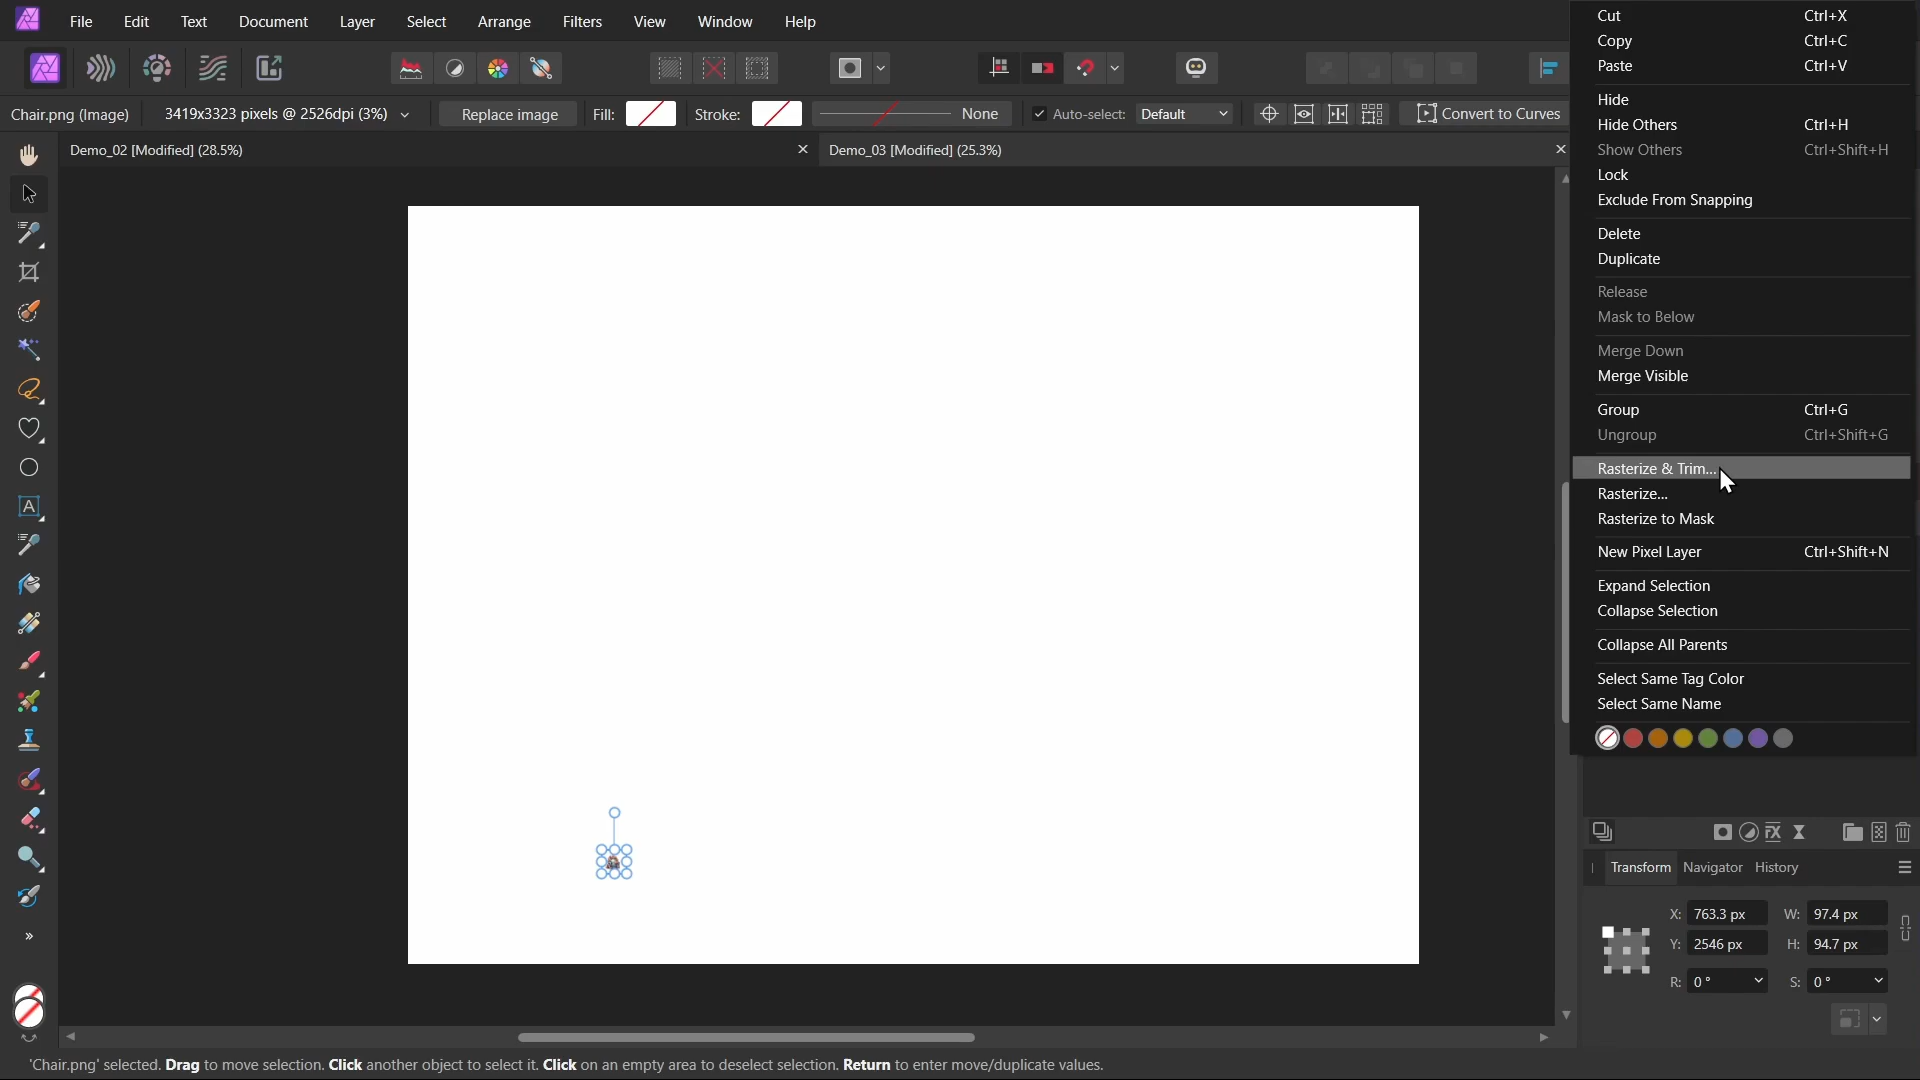 File Edit Text Document Layer Select Arrange Filters View Window Help
Chair.png (Image) 3419x3323 pixels @ 2526dpi (3%) Replace image Fill: Stroke: None Auto-select: Default Convert to Curves
Demo_02 [Modified] (28.5%)
Demo_03 [Modified] (25.3%)
Cut Ctrl+X
Copy Ctrl+C
Paste Ctrl+V
Hide
Hide Others Ctrl+H
Show Others Ctrl+Shift+H
Lock
Exclude From Snapping
Delete
Duplicate
Release
Mask to Below
Merge Down
Merge Visible
Group Ctrl+G
Ungroup Ctrl+Shift+G
Rasterize & Trim...
Rasterize...
Rasterize to Mask
New Pixel Layer Ctrl+Shift+N
Expand Selection
Collapse Selection
Collapse All Parents
Select Same Tag Color
Select Same Name
FX
Transform Navigator History
X: 763.3 px W: 97.4 px
Y: 2546 px H: 94.7 px
R: 0 ° S: 0 °
A
'Chair.png' selected. Drag to move selection. Click another object to select it. Click on an empty area to deselect selection. Return to enter move/duplicate values.